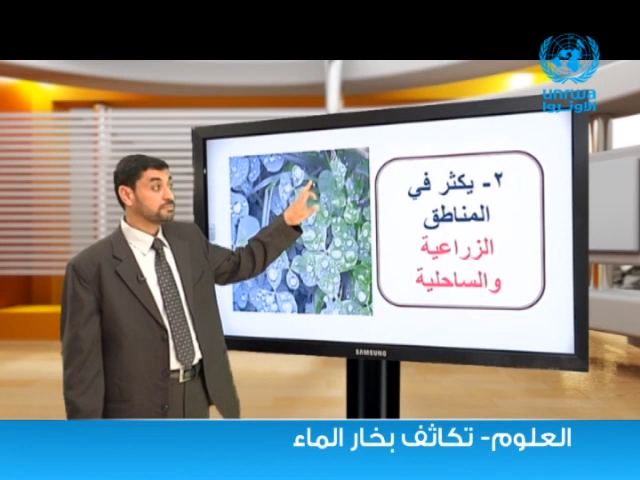 unrwa
الأونروا
٢- يكثر في
المناطق
الزراعية
والساحلية
SAMSUNG
العلوم- تكاثف بخار الماء